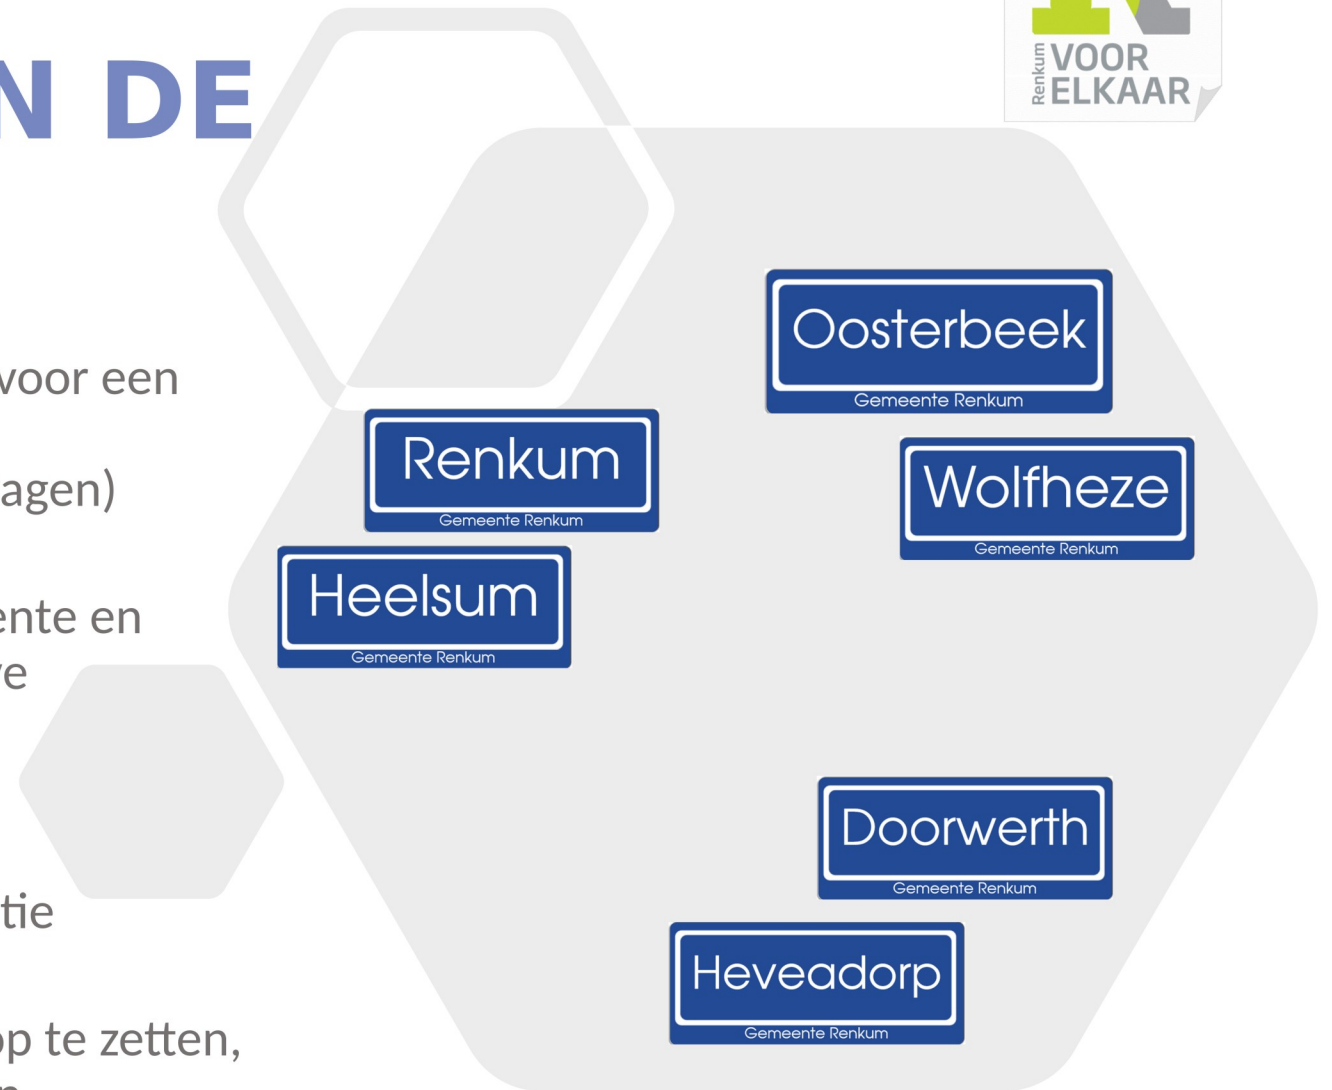 N DE
Renkum
VOOR
ELKAAR
voor een
agen)
ente en
e
tie
op te zetten,
Oosterbeek
Gemeente Renkum
Renkum
Gemeente Renkum
Wolfheze
Gemeente Renkum
Heelsum
Gemeente Renkum
Doorwerth
Gemeente Renkum
Heveadorp
Gemeente Renkum